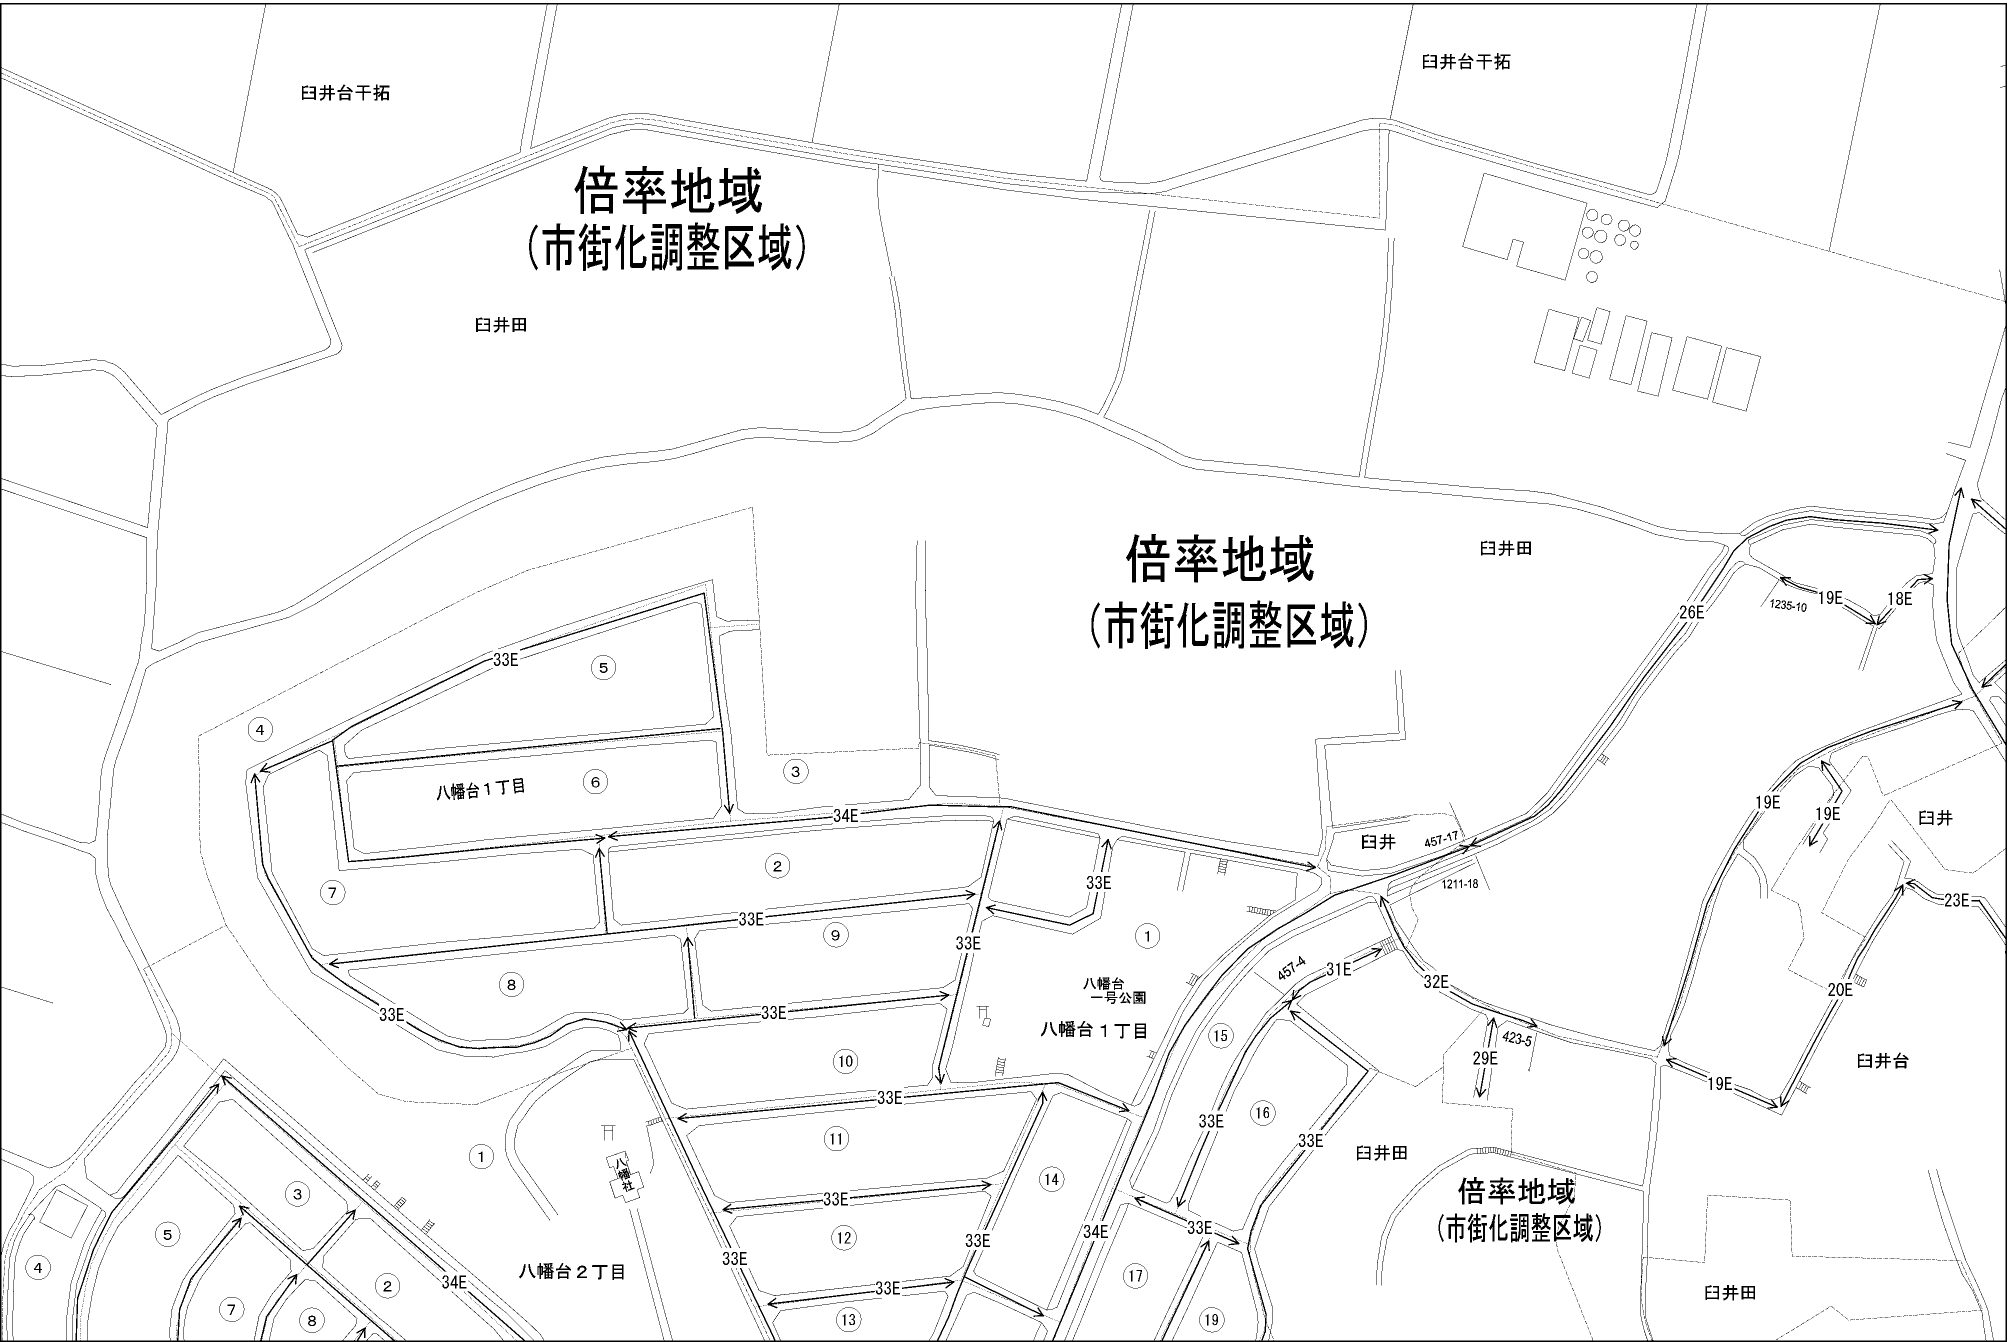 臼井台干拓
臼井台干拓
倍率地域
(市街化調整区域)
臼井田
倍率地域
(市街化調整区域)
臼井田
26E
19E
18E
1235-10
33E
⑤
④
③
⑥
八幡台1丁目
34E
19E
19E
臼井
臼井
457-17
1211-18
②
⑦
33E
33E
23E
⑨
33E
①
⑧
457-4
31E
32E
20E
八幡台
一号公園
八幡台1丁目
33E
33E
⑮
423-5
29E
⑩
臼井台
19E
33E
33E
⑯
⑪
33E
臼井田
①
八幡社
⑭
③
33E
倍率地域
(市街化調整区域)
33E
34E
⑤
⑫
33E
33E
④
八幡台2丁目
34E
②
33E
⑰
臼井田
⑦
⑧
⑬
⑲